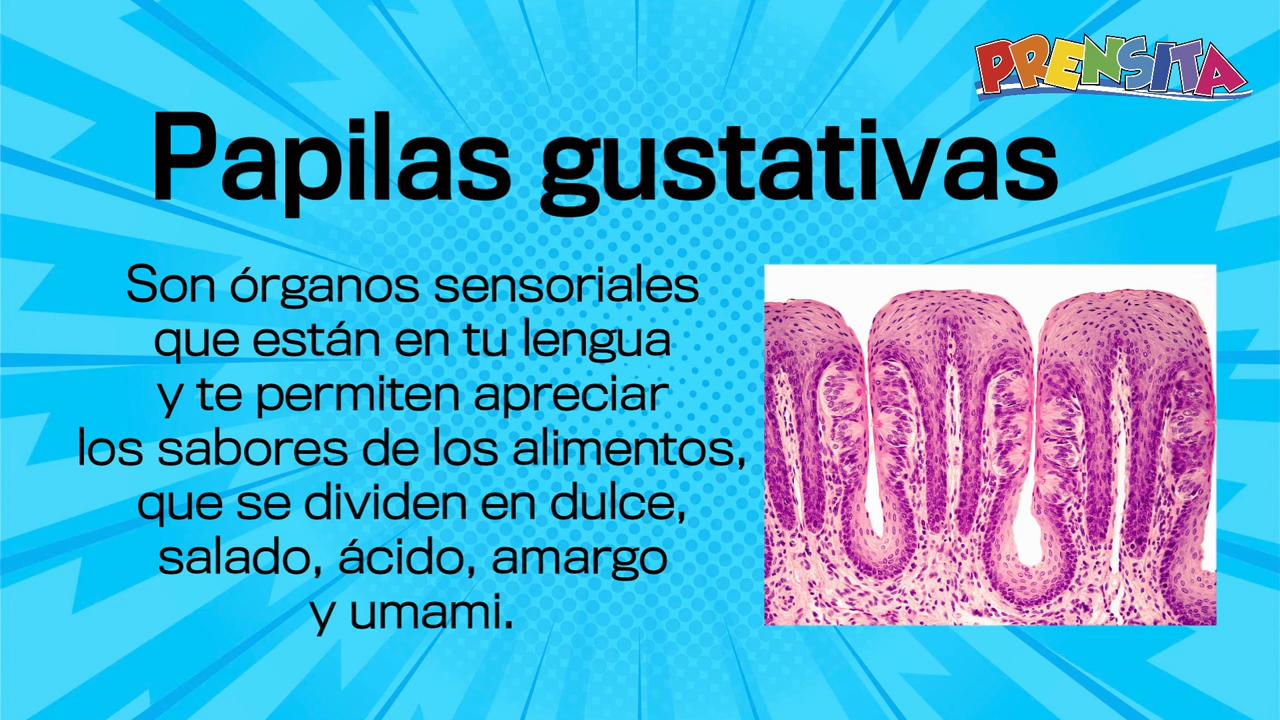 PRENSITA
Papilas gustativas
Son órganos sensoriales
que están en tu lengua
y te permiten apreciar
los sabores de los alimentos,
que se dividen en dulce,
salado, ácido, amargo
y umami.